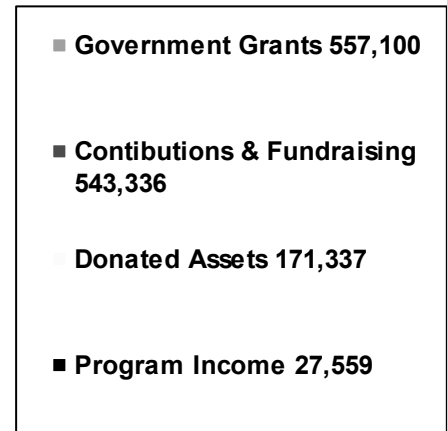 Government Grants 557,100
Contibutions & Fundraising
543,336
Donated Assets 171,337
Program Income 27,559